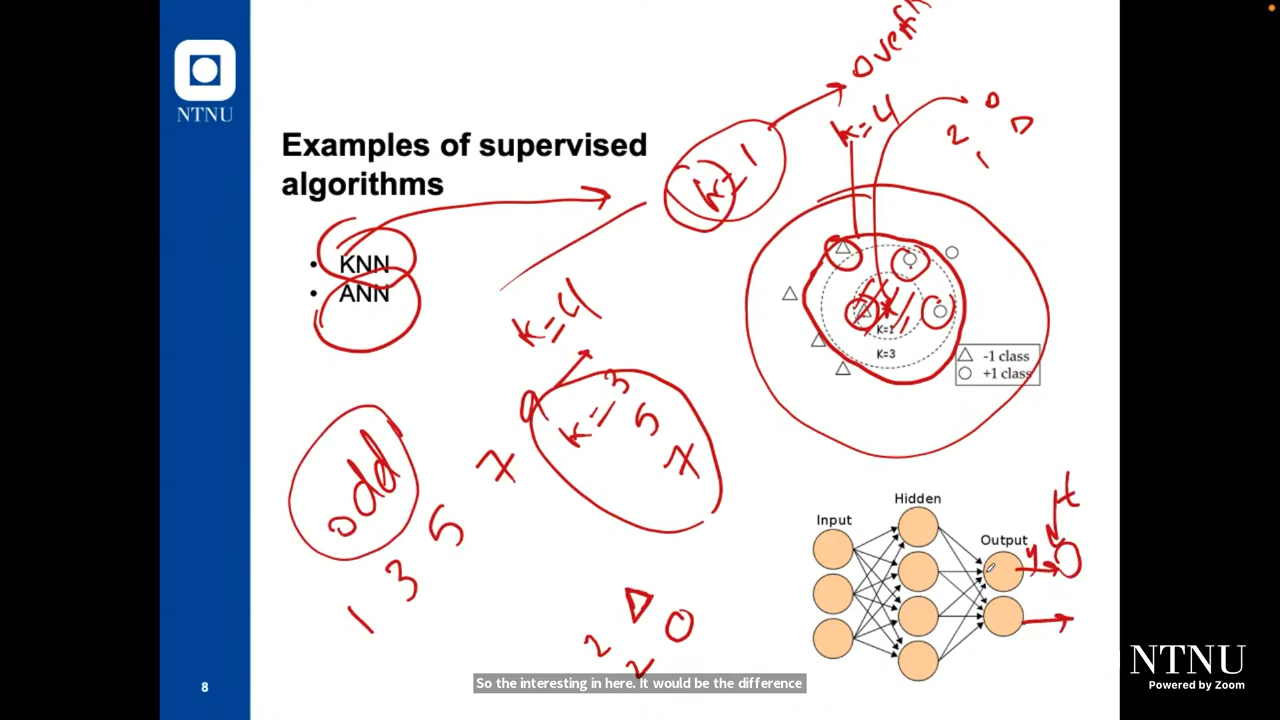 NTNU
Examples of supervised
algorithms
• KNN
• ANN
k=1
k=4
2
1
K=1
K=3
-1 class
+1 class
k=4
k=3
5
7
odd
1 3 5 7 9
2
2
Input
Hidden
Output
y
t
So the interesting in here. It would be the difference
8
NTNU
Powered by Zoom